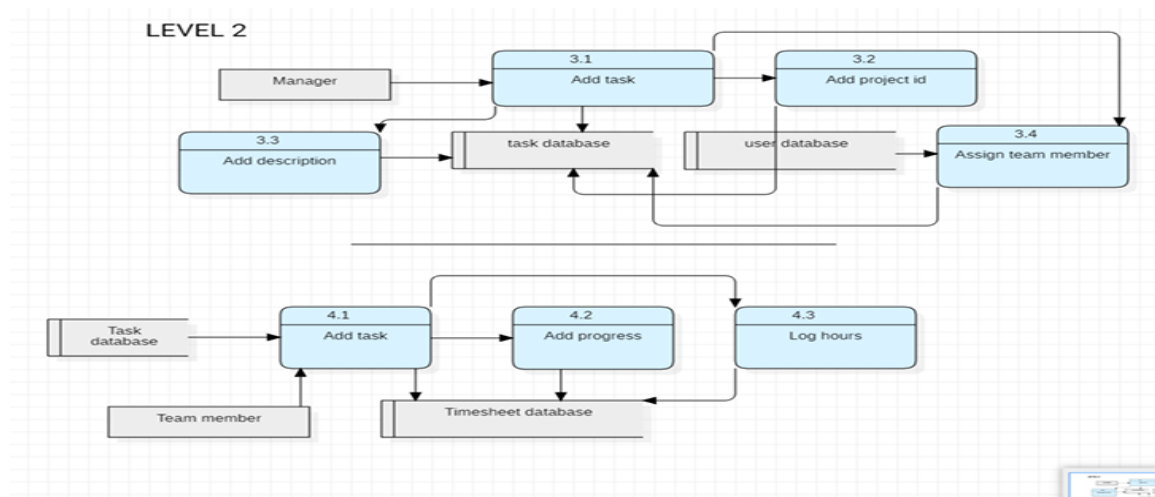 LEVEL 2
3.1
Add task
3.2
Add project id
Manager
3.3
Add description
task database
user database
3.4
Assign team member
4.1
Add task
4.2
Add progress
4.3
Log hours
Task
database
Team member
Timesheet database